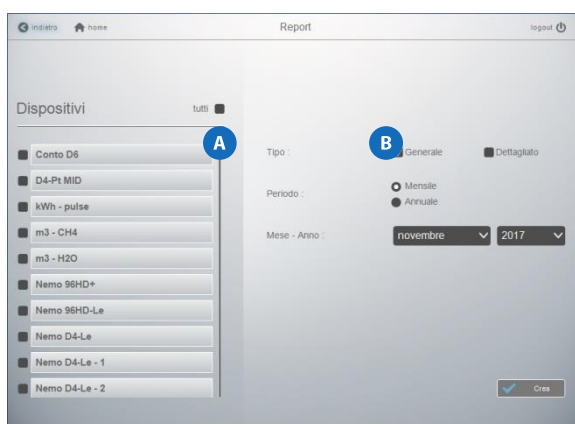 indietro home Report logout
Dispositivi tutti
A
B
Conto D6
D4-Pt MID
kWh - pulse
m3 - CH4
m3 - H2O
Nemo 96HD+
Nemo 96HD-Le
Nemo D4-Le
Nemo D4-Le - 1
Nemo D4-Le - 2
Tipo : Generale Dettagliato
Periodo : Mensile
Annuale
Mese - Anno : novembre 2017
Crea